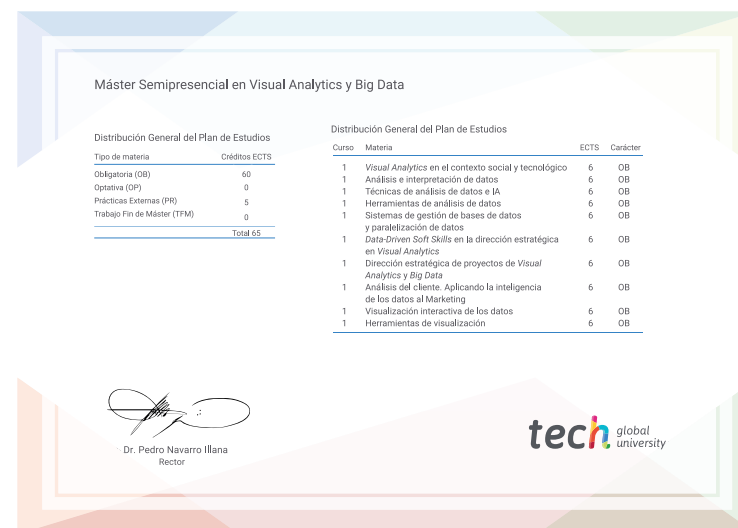 Máster Semipresencial en Visual Analytics y Big Data
Distribución General del Plan de Estudios
Tipo de materia Créditos ECTS
Obligatoria (OB) 60
Optativa (OP) 0
Prácticas Externas (PR) 5
Trabajo Fin de Máster (TFM) 0
Total 65
Distribución General del Plan de Estudios
Curso Materia ECTS Carácter
1 Visual Analytics en el contexto social y tecnológico 6 OB
1 Análisis e interpretación de datos 6 OB
1 Técnicas de análisis de datos e IA 6 OB
1 Herramientas de análisis de datos 6 OB
1 Sistemas de gestión de bases de datos 6 OB
y paralelización de datos
1 Data-Driven Soft Skills en la dirección estratégica 6 OB
en Visual Analytics
1 Dirección estratégica de proyectos de Visual 6 OB
Analytics y Big Data
1 Análisis del cliente. Aplicando la inteligencia 6 OB
de los datos al Marketing
1 Visualización interactiva de los datos 6 OB
1 Herramientas de visualización 6 OB
Dr. Pedro Navarro Illana
Rector
tech global
university